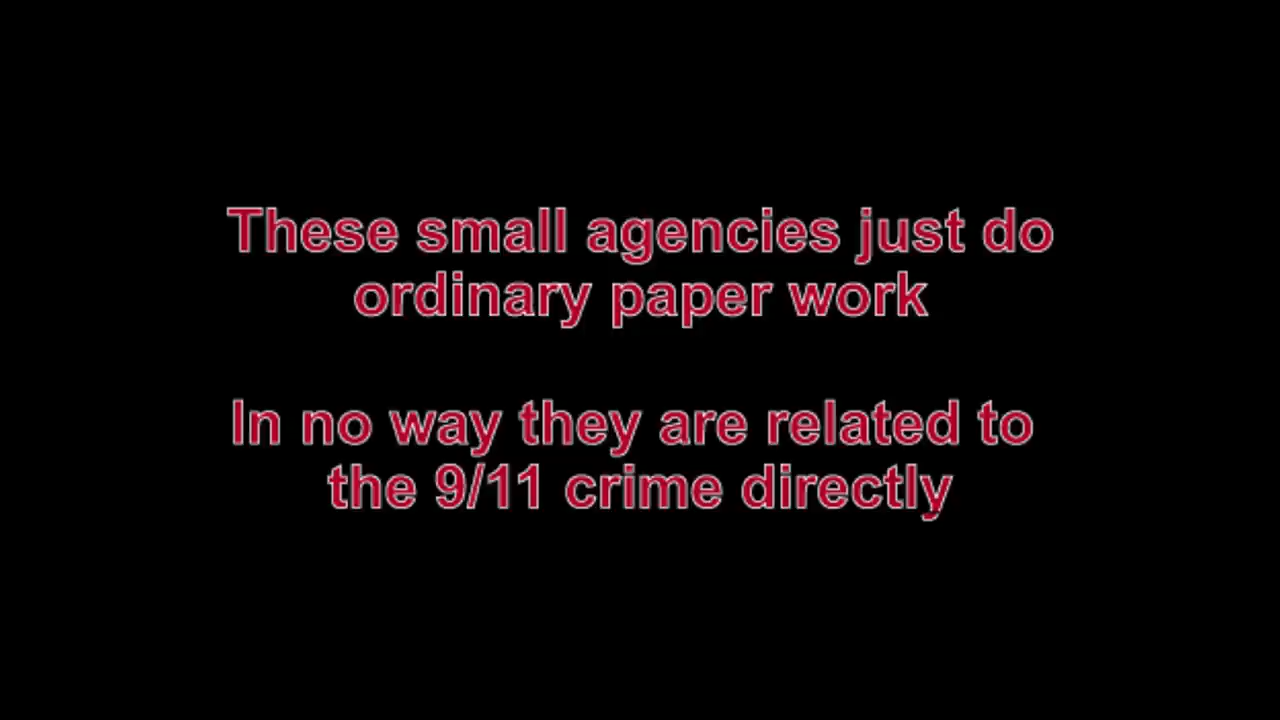 These small agencies just do
ordinary paper work
In no way they are related to
the 9/11 crime directly